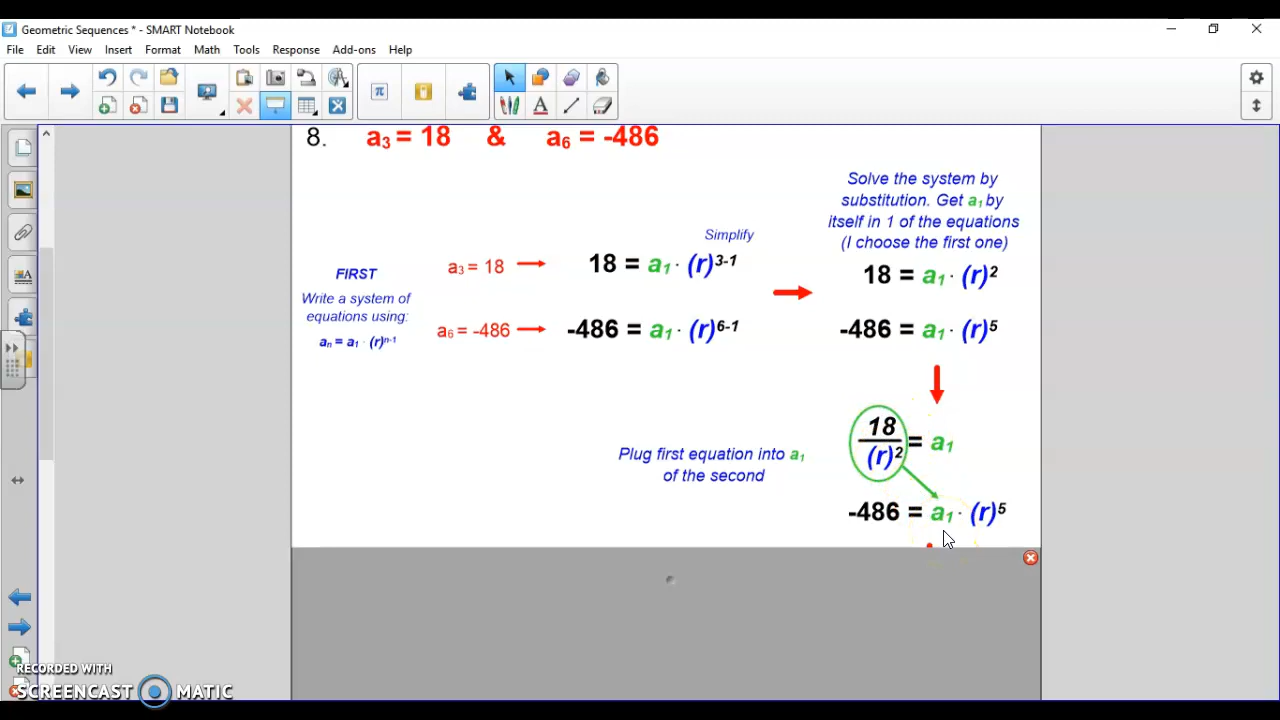 Geometric Sequences * - SMART Notebook
File Edit View Insert Format Math Tools Response Add-ons Help
8. a3 = 18 & a6 = -486
Solve the system by
substitution. Get a1 by
itself in 1 of the equations
(I choose the first one)
Simplify
FIRST
Write a system of
equations using:
an = a1 · (r)^n-1
a3 = 18 → 18 = a1 · (r)^3-1
a6 = -486 → -486 = a1 · (r)^6-1
18 = a1 · (r)^2
-486 = a1 · (r)^5
18/(r)^2 = a1
Plug first equation into a1
of the second
-486 = a1 · (r)^5
RECORDED WITH
SCREENCAST MATIC